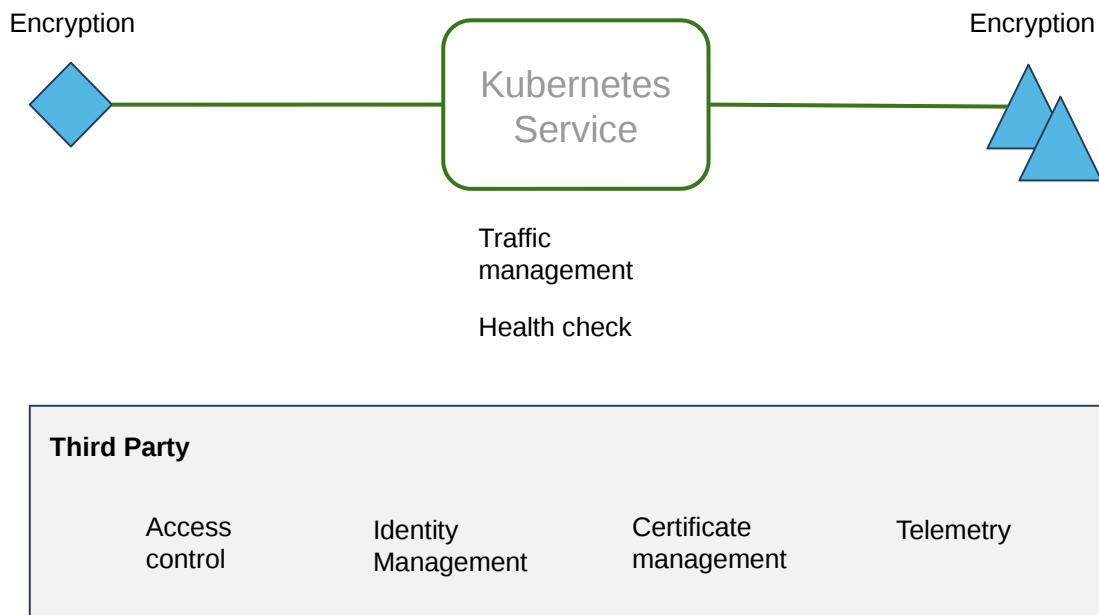 Encryption
Encryption
Kubernetes
Service
Traffic
management
Health check
Third Party
Access
control
Identity
Management
Certificate
management
Telemetry